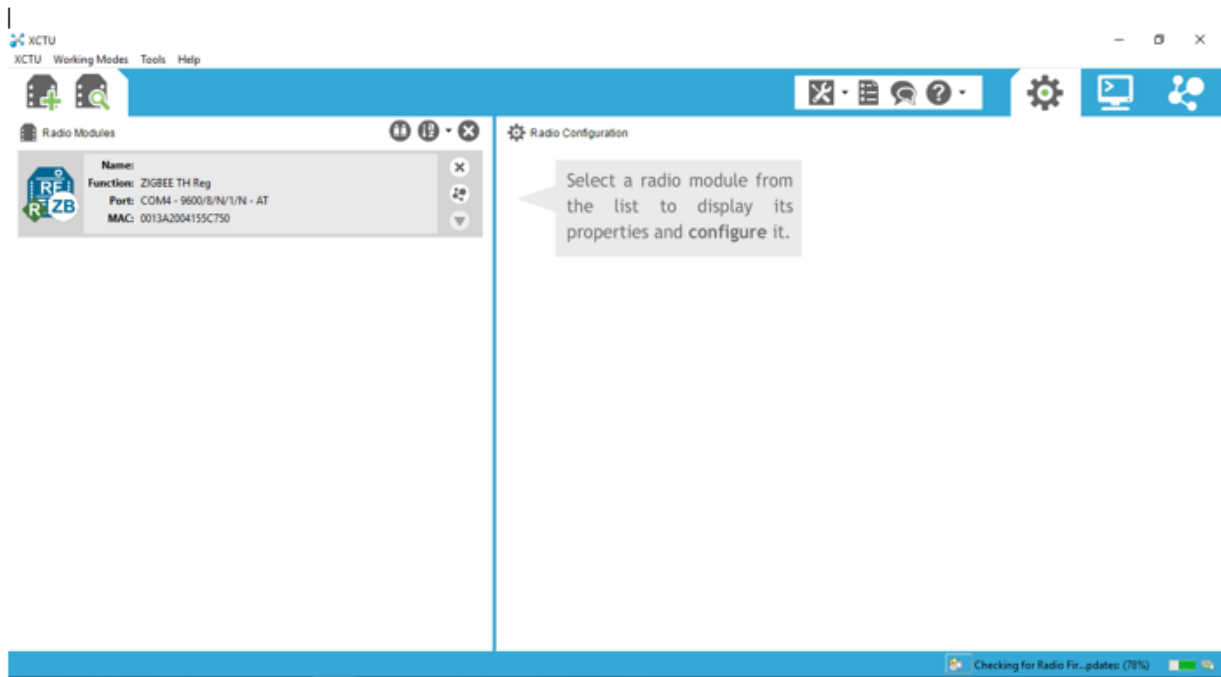 XCTU
XCTU Working Modes Tools Help
Radio Modules
Name:
Function: ZIGBEE TH Reg
Port: COM4 - 9600/8/N/1/N - AT
MAC: 0013A2004155C750
RF
R ZB
Radio Configuration
Select a radio module from
the list to display its
properties and configure it.
Checking for Radio Fir...pdates: (78%)